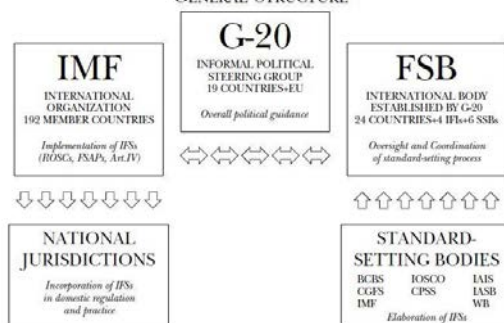 GENERAL STRUCTURE
G-20
INFORMAL POLITICAL
STEERING GROUP
19 COUNTRIES+EU
Overall political guidance
IMF
INTERNATIONAL
ORGANIZATION
192 MEMBER COUNTRIES
Implementation of IFSs
(ROSCs, FSAPs, Art.IV)
FSB
INTERNATIONAL BODY
ESTABLISHED BY G-20
24 COUNTRIES+4 IFIs+6 SSBs
Oversight and Coordination
of standard-setting process
NATIONAL
JURISDICTIONS
Incorporation of IFSs
in domestic regulation
and practice
STANDARD-
SETTING BODIES
BCBS IOSCO IAIS
CGFS CPSS IASB
IMF WB
Elaboration of IFSs